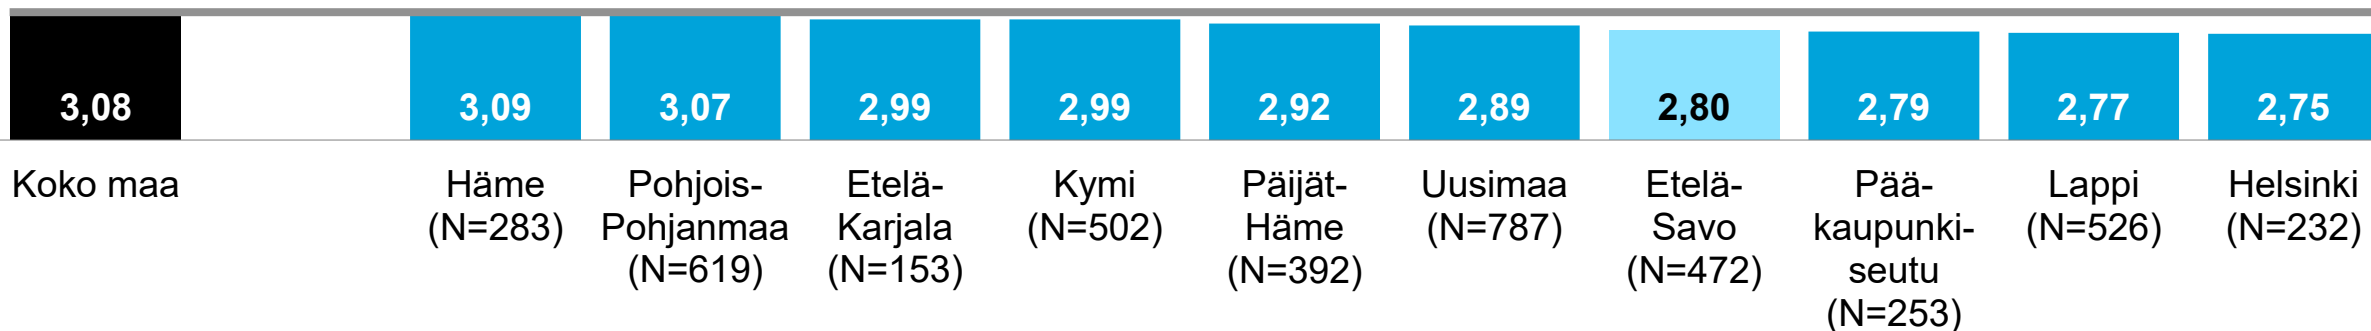 3,08 3,09 3,07 2,99 2,99 2,92 2,89 2,80 2,79 2,77 2,75
Koko maa
Häme
(N=283)
Pohjois-
Pohjanmaa
(N=619)
Etelä-
Karjala
(N=153)
Kymi
(N=502)
Päijät-
Häme
(N=392)
Uusimaa
(N=787)
Etelä-
Savo
(N=472)
Pää-
kaupunki-
seutu
(N=253)
Lappi
(N=526)
Helsinki
(N=232)